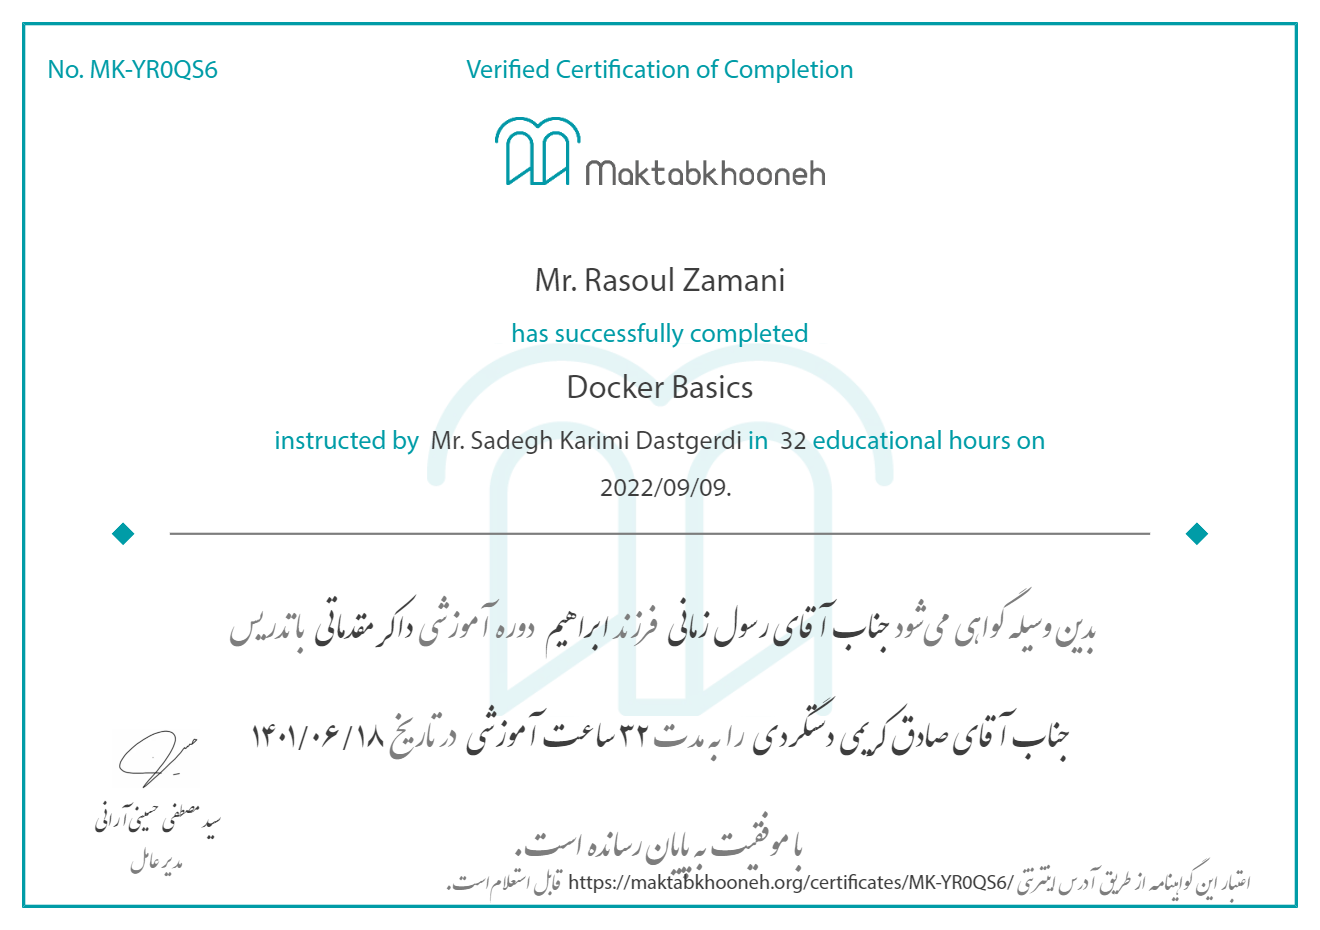 No. MK-YR0QS6
Verified Certification of Completion
Maktabkhooneh
Mr. Rasoul Zamani
has successfully completed
Docker Basics
instructed by Mr. Sadegh Karimi Dastgerdi in 32 educational hours on
2022/09/09.
بدین وسیله گواهی می‌شود جناب آقای رسول زمانی فرزند ابراهیم دوره آموزشی داکر مقدماتی با تدریس
جناب آقای صادق کریمی دستگردی را به مدت ۳۲ ساعت آموزشی در تاریخ ۱۴۰۱/۰۶/۱۸
با موفقیت به پایان رسانده است.
سید مصطفی حسینی آرانی
مدیر عامل
اعتبار این گواهینامه از طریق آدرس اینترنتی https://maktabkhooneh.org/certificates/MK-YR0QS6/ قابل استعلام است.